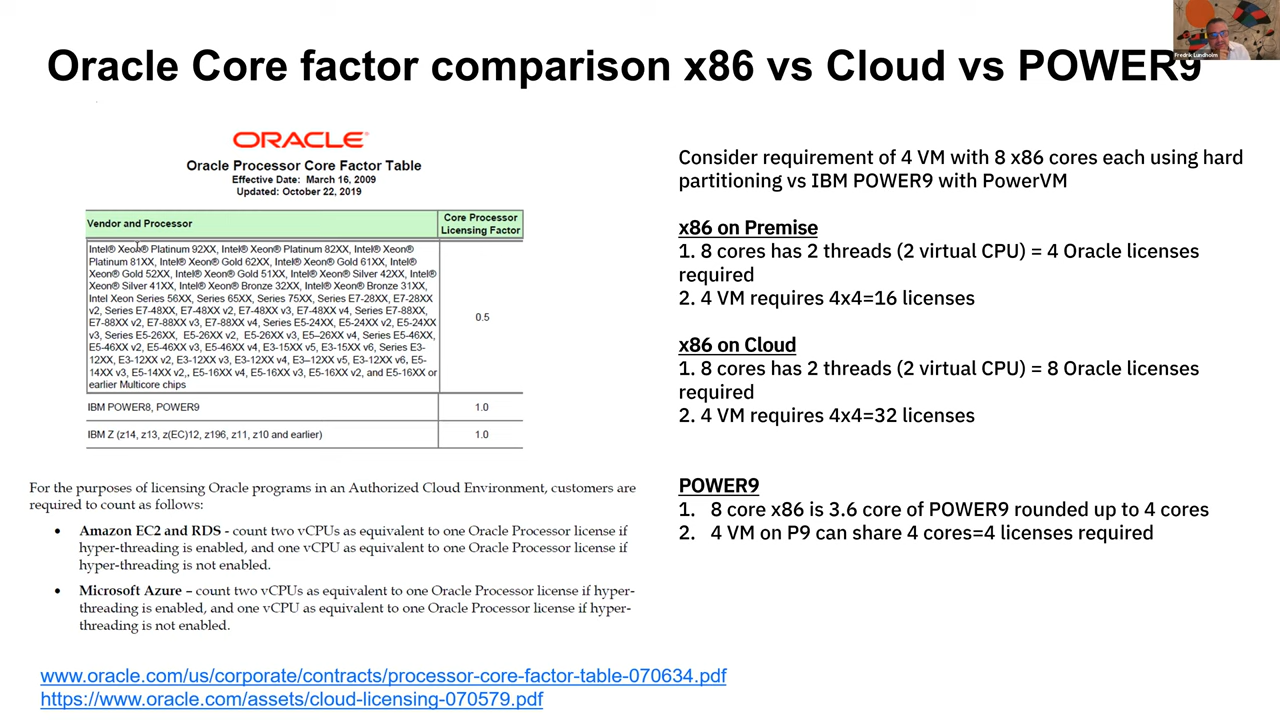 Fredrik Lundholm
Oracle Core factor comparison x86 vs Cloud vs POWER9
ORACLE
Oracle Processor Core Factor Table
Effective Date: March 16, 2009
Updated: October 22, 2019
Vendor and Processor
Core Processor
Licensing Factor
Intel® Xeon® Platinum 92XX, Intel® Xeon® Platinum 82XX, Intel® Xeon®
Platinum 81XX, Intel® Xeon® Gold 62XX, Intel® Xeon® Gold 61XX, Intel®
Xeon® Gold 52XX, Intel® Xeon® Gold 51XX, Intel® Xeon® Silver 42XX, Intel®
Xeon® Silver 41XX, Intel® Xeon® Bronze 32XX, Intel® Xeon® Bronze 31XX,
Intel Xeon Series 56XX, Series 65XX, Series 75XX, Series E7-28XX, E7-28XX
v2, Series E7-48XX, E7-48XX v2, E7-48XX v3, E7-48XX v4, Series E7-88XX,
E7-88XX v2, E7-88XX v3, E7-88XX v4, Series E5-24XX, E5-24XX v2, E5-24XX
v3, Series E5-26XX, E5-26XX v2, E5-26XX v3, E5–26XX v4, Series E5-46XX,
E5-46XX v2, E5-46XX v3, E5-46XX v4, E3-15XX v5, E3-15XX v6, Series E3-
12XX, E3-12XX v2, E3-12XX v3, E3-12XX v4, E3–12XX v5, E3-12XX v6, E5-
14XX v3, E5-14XX v2,, E5-16XX v4, E5-16XX v3, E5-16XX v2, and E5-16XX or
earlier Multicore chips
0.5
IBM POWER8, POWER9
1.0
IBM Z (z14, z13, z(EC)12, z196, z11, z10 and earlier)
1.0
For the purposes of licensing Oracle programs in an Authorized Cloud Environment, customers are
required to count as follows:
• Amazon EC2 and RDS - count two vCPUs as equivalent to one Oracle Processor license if
hyper-threading is enabled, and one vCPU as equivalent to one Oracle Processor license if
hyper-threading is not enabled.
• Microsoft Azure – count two vCPUs as equivalent to one Oracle Processor license if hyper-
threading is enabled, and one vCPU as equivalent to one Oracle Processor license if hyper-
threading is not enabled.
www.oracle.com/us/corporate/contracts/processor-core-factor-table-070634.pdf
https://www.oracle.com/assets/cloud-licensing-070579.pdf
Consider requirement of 4 VM with 8 x86 cores each using hard
partitioning vs IBM POWER9 with PowerVM
x86 on Premise
1. 8 cores has 2 threads (2 virtual CPU) = 4 Oracle licenses
required
2. 4 VM requires 4x4=16 licenses
x86 on Cloud
1. 8 cores has 2 threads (2 virtual CPU) = 8 Oracle licenses
required
2. 4 VM requires 4x4=32 licenses
POWER9
1. 8 core x86 is 3.6 core of POWER9 rounded up to 4 cores
2. 4 VM on P9 can share 4 cores=4 licenses required